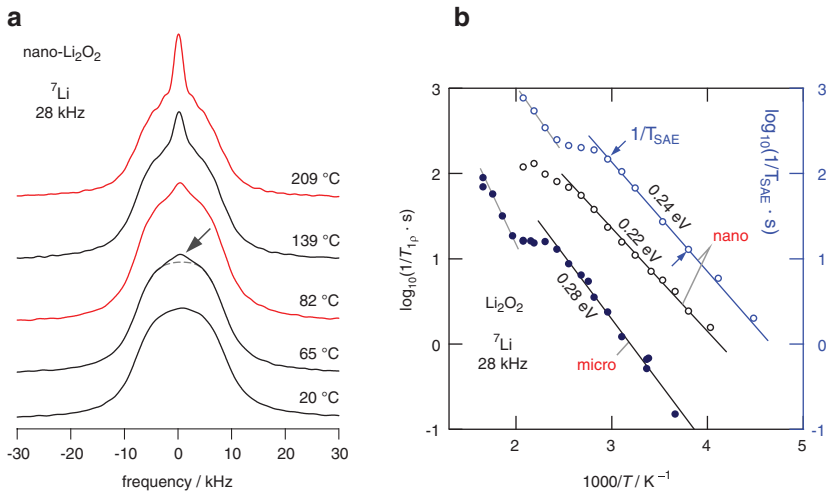 a
nano-Li₂O₂
⁷Li
28 kHz
209 °C
139 °C
82 °C
65 °C
20 °C
-30 -20 -10 0 10 20 30
frequency / kHz
b
3
2
1
0
-1
log₁₀(1/T₁ρ · s)
1/T_SAE
0.24 eV
0.22 eV
0.28 eV
nano
micro
Li₂O₂
⁷Li
28 kHz
3
2
1
0
-1
log₁₀(1/T_SAE · s)
2 3 4 5
1000/T / K⁻¹